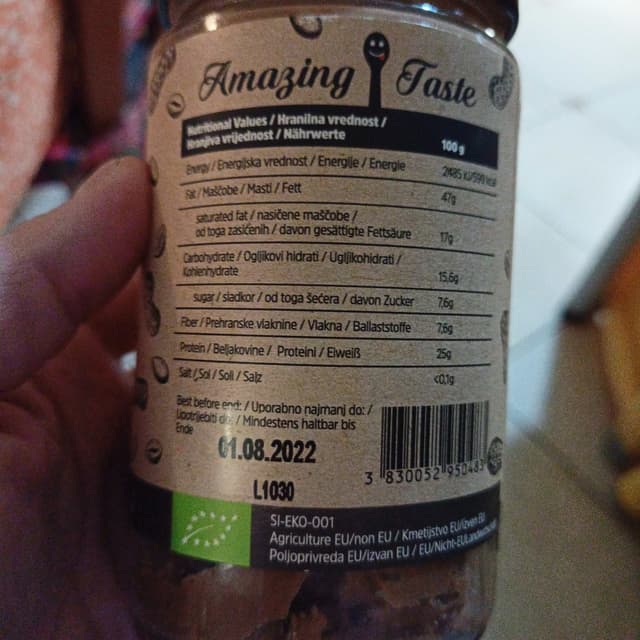 Amazing Taste
Nutritional Values / Hranilna vrednost /
Hranjiva vrijednost / Nährwerte
100 g
Energy / Energijska vrednost / Energije / Energie
2485 kJ/599 kcal
Fat / Maščobe / Masti / Fett
47g
saturated fat / nasičene maščobe /
od toga zasićenih / davon gesättigte Fettsäure
17g
Carbohydrate / Ogljikovi hidrati / Ugljikohidrati /
Kohlenhydrate
15,6g
sugar / sladkor / od toga šećera / davon Zucker
7,6g
Fiber / Prehranske vlaknine / Vlakna / Ballaststoffe
7,6g
Protein / Beljakovine / Proteini / Eiweiß
25g
Salt / Sol / Soli / Salz
<0,1g
Best before end: / Uporabno najmanj do: /
Upotrijebiti do: / Mindestens haltbar bis
Ende
01.08.2022
L1030
3 830052 950483
SI-EKO-001
Agriculture EU/non EU / Kmetijstvo EU/izven EU
Poljoprivreda EU/izvan EU / EU/Nicht-EU